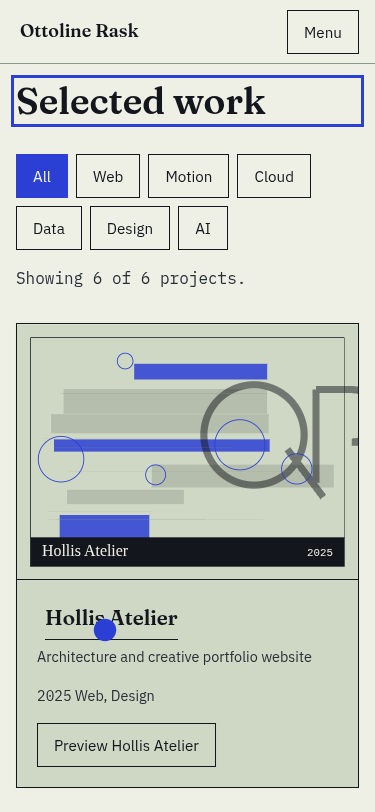 Ottoline Rask
Menu
Selected work
All
Web
Motion
Cloud
Data
Design
AI
Showing 6 of 6 projects.
Hollis Atelier
2025
Hollis Atelier
Architecture and creative portfolio website
2025 Web, Design
Preview Hollis Atelier